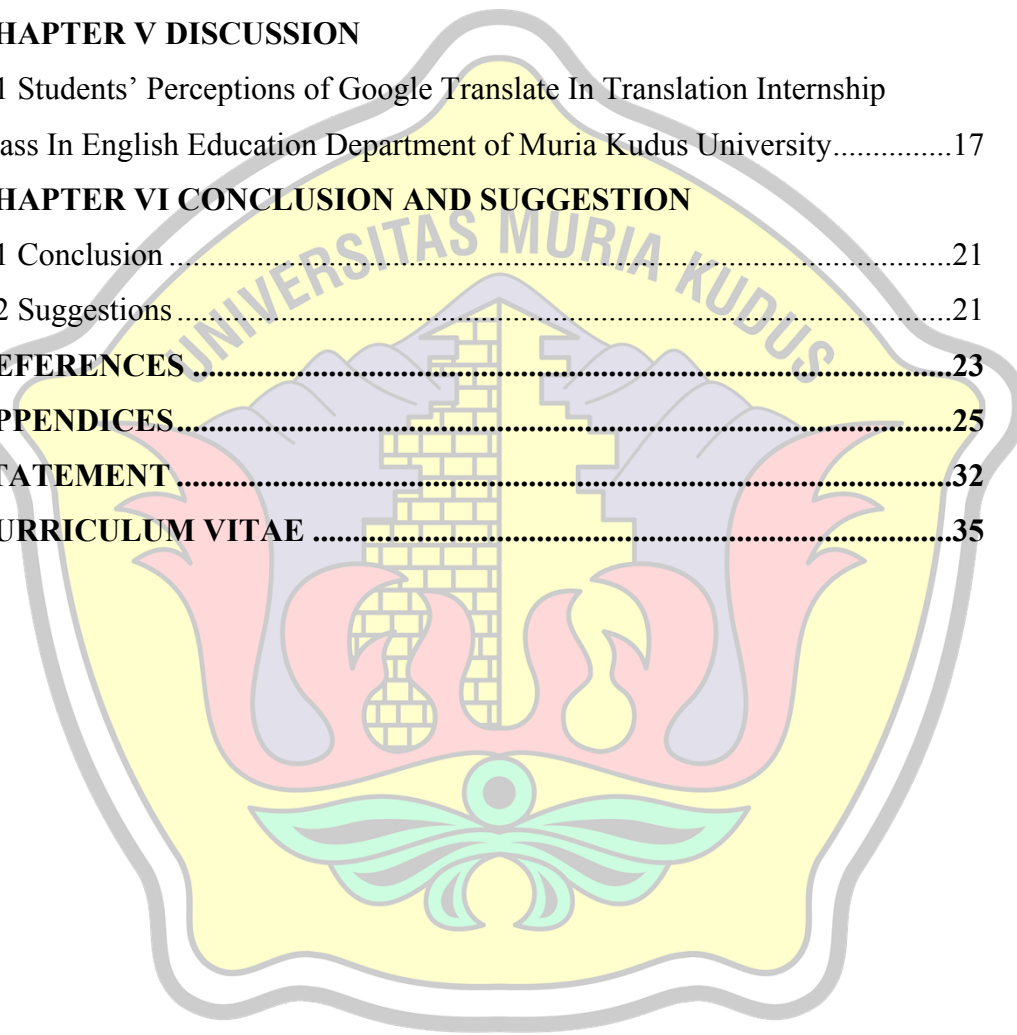 HAPTER V DISCUSSION
1 Students’ Perceptions of Google Translate In Translation Internship
ass In English Education Department of Muria Kudus University...............17
HAPTER VI CONCLUSION AND SUGGESTION
1 Conclusion...............21
2 Suggestions...............21
EFERENCES...............23
PPENDICES...............25
TATEMENT...............32
URRICULUM VITAE...............35
UNIVERSITAS MURIA KUDUS